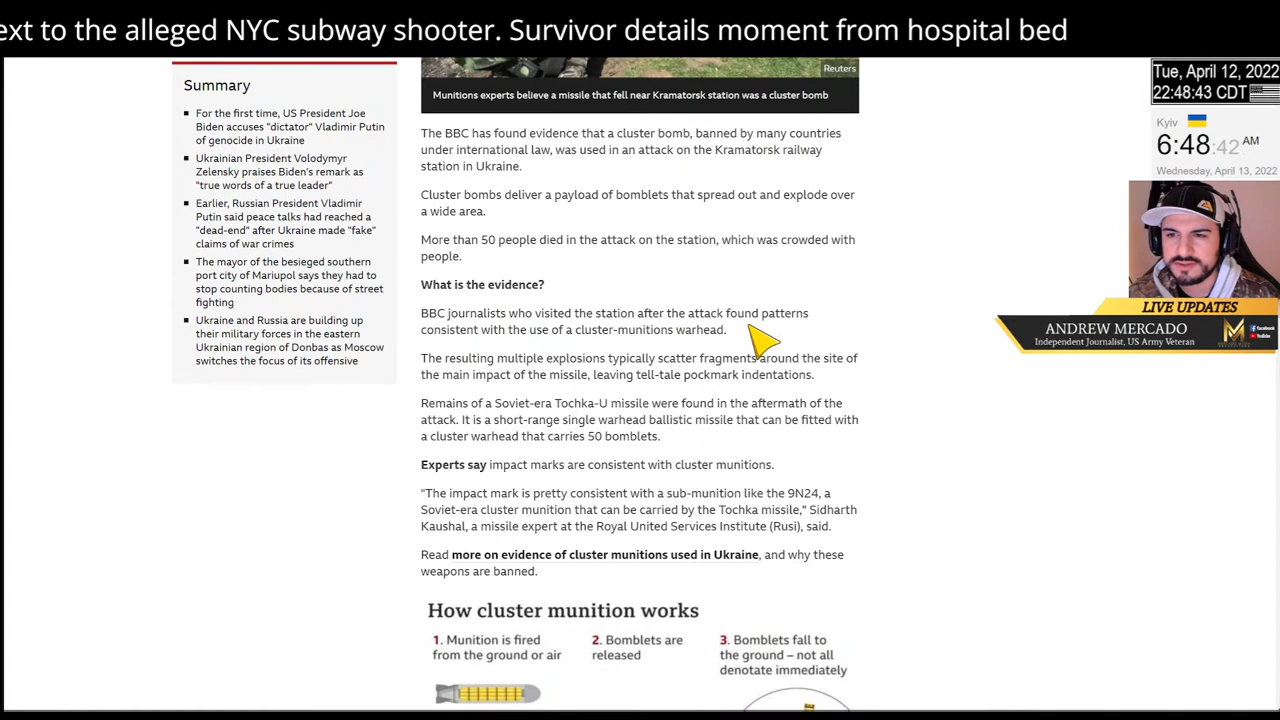 ext to the alleged NYC subway shooter. Survivor details moment from hospital bed
Summary
For the first time, US President Joe
Biden accuses "dictator" Vladimir Putin
of genocide in Ukraine
Ukrainian President Volodymyr
Zelensky praises Biden's remark as
"true words of a true leader"
Earlier, Russian President Vladimir
Putin said peace talks had reached a
"dead-end" after Ukraine made "fake"
claims of war crimes
The mayor of the besieged southern
port city of Mariupol says they had to
stop counting bodies because of street
fighting
Ukraine and Russia are building up
their military forces in the eastern
Ukrainian region of Donbas as Moscow
switches the focus of its offensive
Reuters
Munitions experts believe a missile that fell near Kramatorsk station was a cluster bomb
The BBC has found evidence that a cluster bomb, banned by many countries
under international law, was used in an attack on the Kramatorsk railway
station in Ukraine.
Cluster bombs deliver a payload of bomblets that spread out and explode over
a wide area.
More than 50 people died in the attack on the station, which was crowded with
people.
What is the evidence?
BBC journalists who visited the station after the attack found patterns
consistent with the use of a cluster-munitions warhead.
The resulting multiple explosions typically scatter fragments around the site of
the main impact of the missile, leaving tell-tale pockmark indentations.
Remains of a Soviet-era Tochka-U missile were found in the aftermath of the
attack. It is a short-range single warhead ballistic missile that can be fitted with
a cluster warhead that carries 50 bomblets.
Experts say impact marks are consistent with cluster munitions.
"The impact mark is pretty consistent with a sub-munition like the 9N24, a
Soviet-era cluster munition that can be carried by the Tochka missile," Sidharth
Kaushal, a missile expert at the Royal United Services Institute (Rusi), said.
Read more on evidence of cluster munitions used in Ukraine, and why these
weapons are banned.
How cluster munition works
1. Munition is fired
from the ground or air
2. Bomblets are
released
3. Bomblets fall to
the ground – not all
denotate immediately
Tue, April 12, 2022
22:48:43 CDT
Kyiv
6:48:42 AM
Wednesday, April 13, 2022
LIVE UPDATES
ANDREW MERCADO
Independent Journalist, US Army Veteran
facebook
YouTube